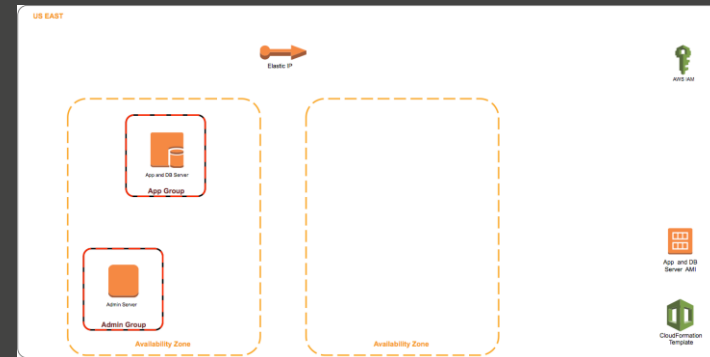 US EAST
Elastic IP
AWS IAM
App and DB Server
App Group
App and DB
Server AMI
Admin Server
Admin Group
Availability Zone
Availability Zone
CloudFormation
Template